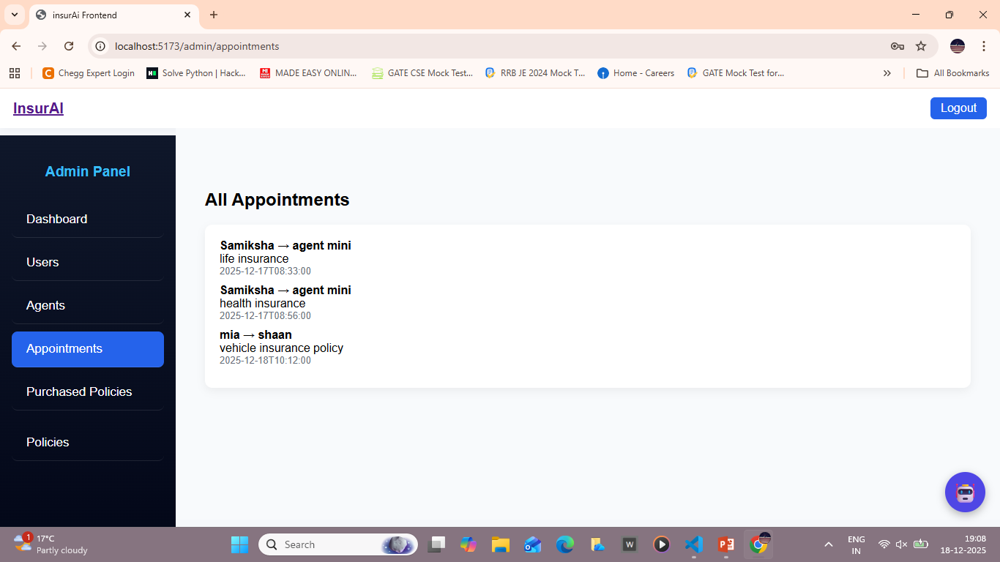 insurAi Frontend
localhost:5173/admin/appointments
Chegg Expert Login
Solve Python | Hack...
MADE EASY ONLIN...
GATE CSE Mock Test...
RRB JE 2024 Mock T...
Home - Careers
GATE Mock Test for...
All Bookmarks
InsurAI
Logout
Admin Panel
Dashboard
Users
Agents
Appointments
Purchased Policies
Policies
All Appointments
Samiksha → agent mini
life insurance
2025-12-17T08:33:00
Samiksha → agent mini
health insurance
2025-12-17T08:56:00
mia → shaan
vehicle insurance policy
2025-12-18T10:12:00
1
17°C
Partly cloudy
Search
W
ENG
IN
19:08
18-12-2025